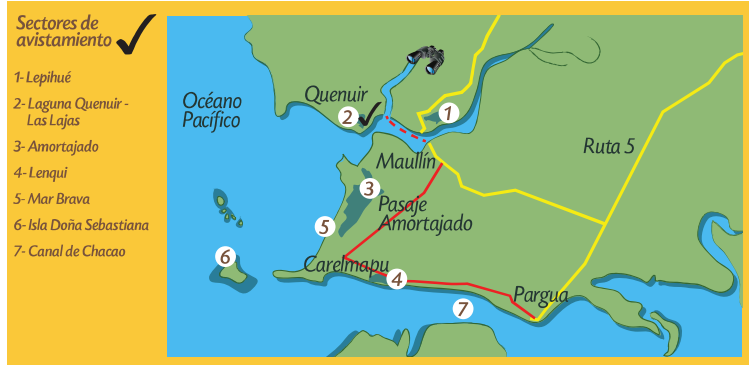 Sectores de
avistamiento
1- Lepihué
2- Laguna Quenuir -
Las Lajas
3- Amortajado
4- Lenqui
5- Mar Brava
6- Isla Doña Sebastiana
7- Canal de Chacao
Océano
Pacífico
Quenuir
2
1
Maullín
Ruta 5
3
Pasaje
Amortajado
5
6
Carelmapu
4
Pargua
7